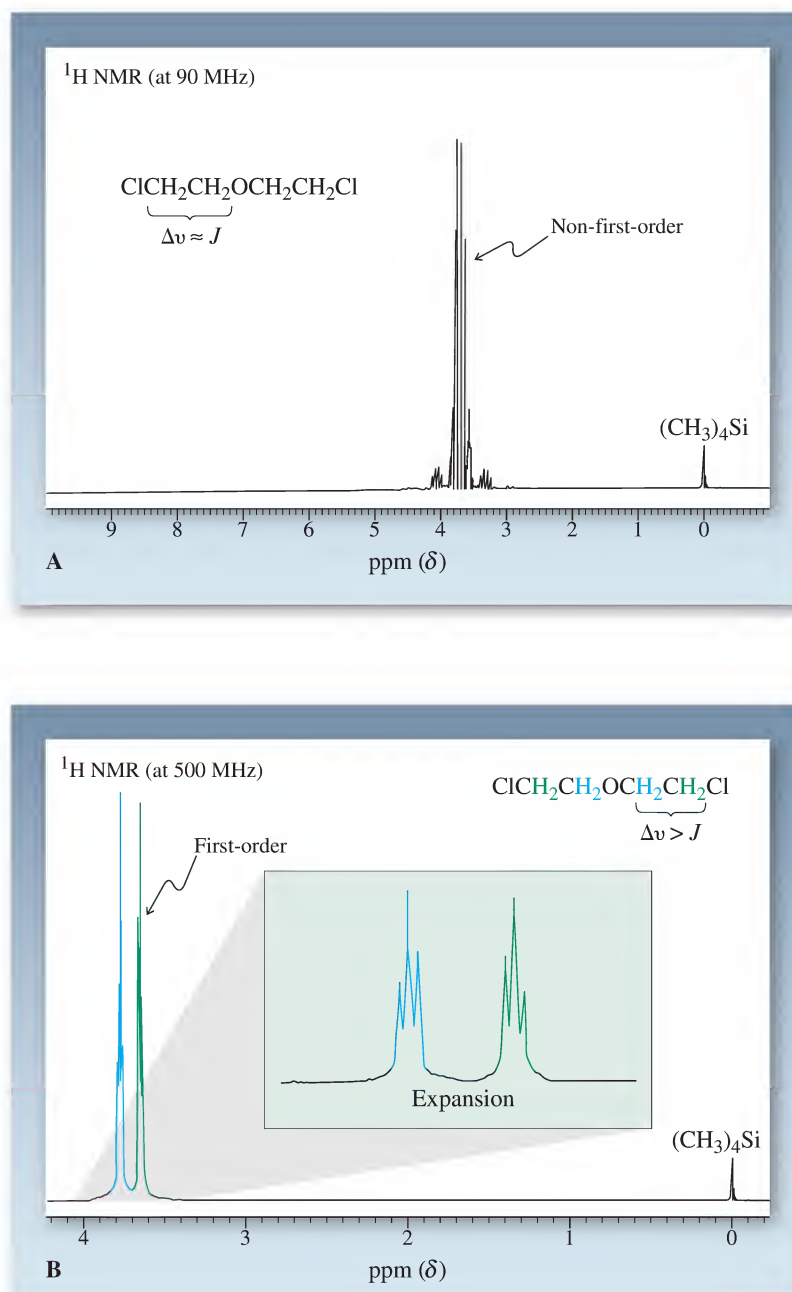 ¹H NMR (at 90 MHz)
ClCH₂CH₂OCH₂CH₂Cl
Δυ ≈ J
Non-first-order
(CH₃)₄Si
9 8 7 6 5 4 3 2 1 0
A
ppm (δ)
¹H NMR (at 500 MHz)
ClCH₂CH₂OCH₂CH₂Cl
Δυ > J
First-order
Expansion
(CH₃)₄Si
4 3 2 1 0
B
ppm (δ)